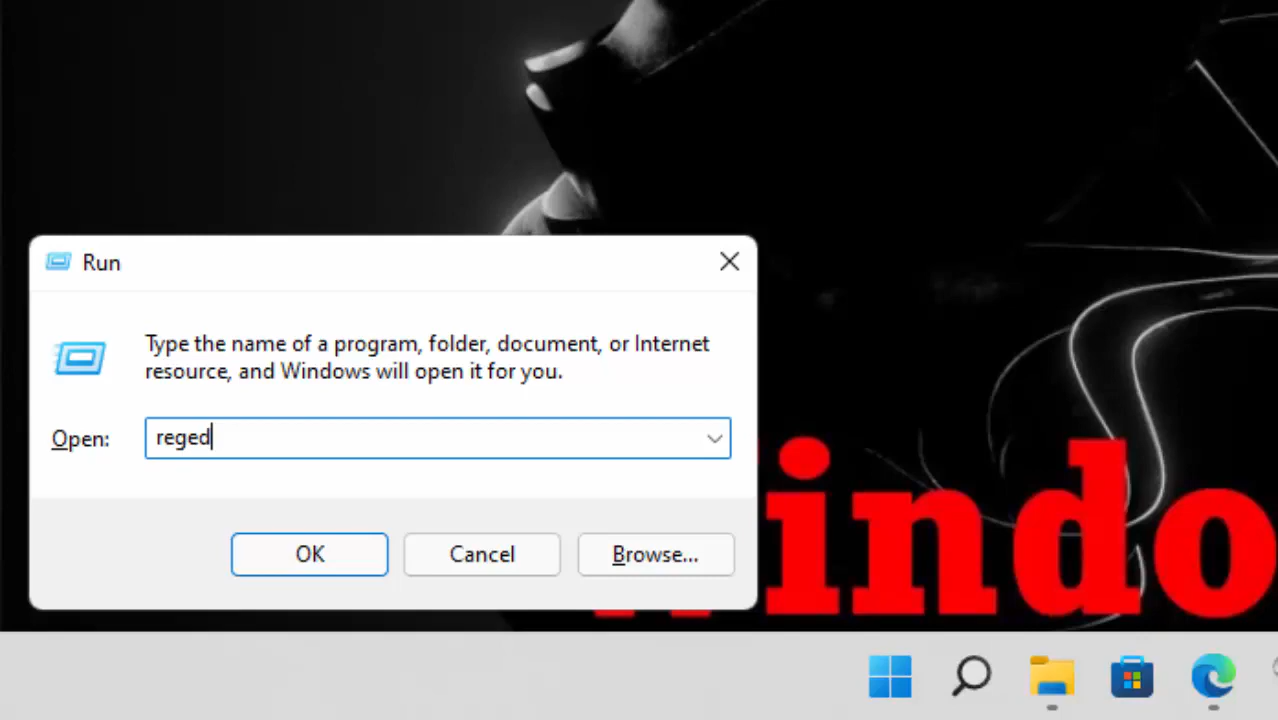 Run
Type the name of a program, folder, document, or Internet
resource, and Windows will open it for you.
Open: reged
indo
OK Cancel Browse...